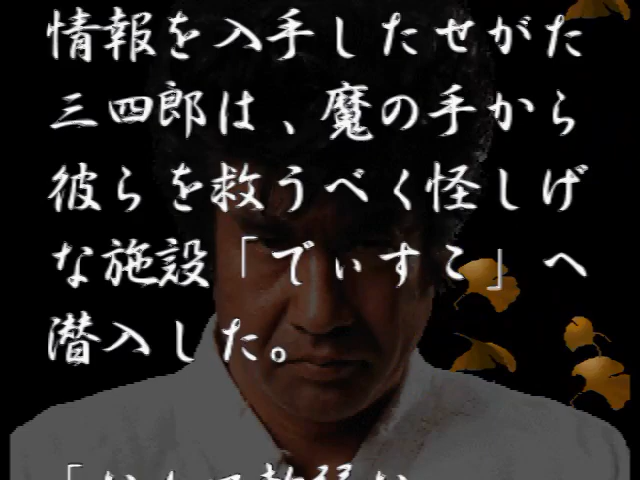 情報を入手したせがた
三四郎は、魔の手から
彼らを救うべく怪しげ
な施設「でぃすこ」へ
潜入した。